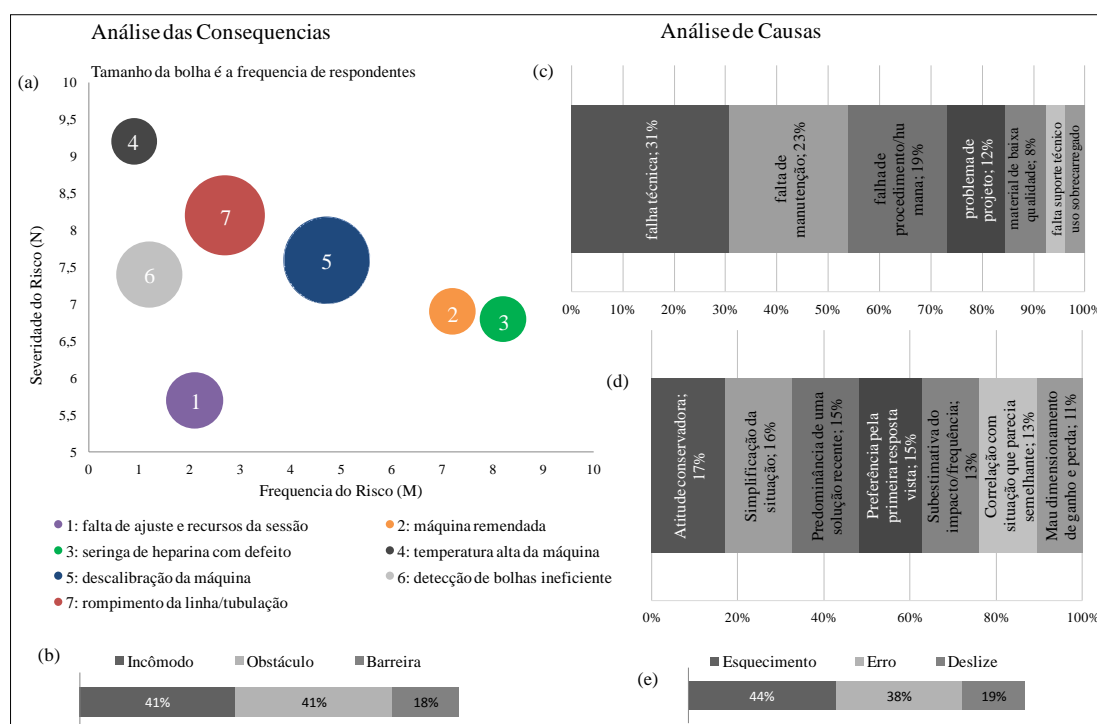 Análise das Consequencias
(a)
Tamanho da bolha é a frequencia de respondentes
Severidade do Risco (N)
10
9,5
9
8,5
8
7,5
7
6,5
6
5,5
5
4
7
5
6
2
3
1
0 1 2 3 4 5 6 7 8 9 10
Frequencia do Risco (M)
1: falta de ajuste e recursos da sessão
2: máquina remendada
3: seringa de heparina com defeito
4: temperatura alta da máquina
5: descalibração da máquina
6: detecção de bolhas ineficiente
7: rompimento da linha/tubulação
(b)
Incômodo Obstáculo Barreira
41% 41% 18%
Análise de Causas
(c)
falha técnica; 31%
falta de
manutenção; 23%
falha de
procedimento/hu
mana; 19%
problema de
projeto; 12%
material de baixa
qualidade; 8%
falta suporte técnico
uso sobrecarregado
0% 10% 20% 30% 40% 50% 60% 70% 80% 90% 100%
(d)
Atitude conservadora;
17%
Simplificação da
situação; 16%
Predominância de uma
solução recente; 15%
Preferência pela
primeira resposta
vista; 15%
Subestimativa do
impacto/frequência;
13%
Correlação com
situação que parecia
semelhante; 13%
Mau dimensionamento
de ganho e perda; 11%
0% 20% 40% 60% 80% 100%
(e)
Esquecimento Erro Deslize
44% 38% 19%